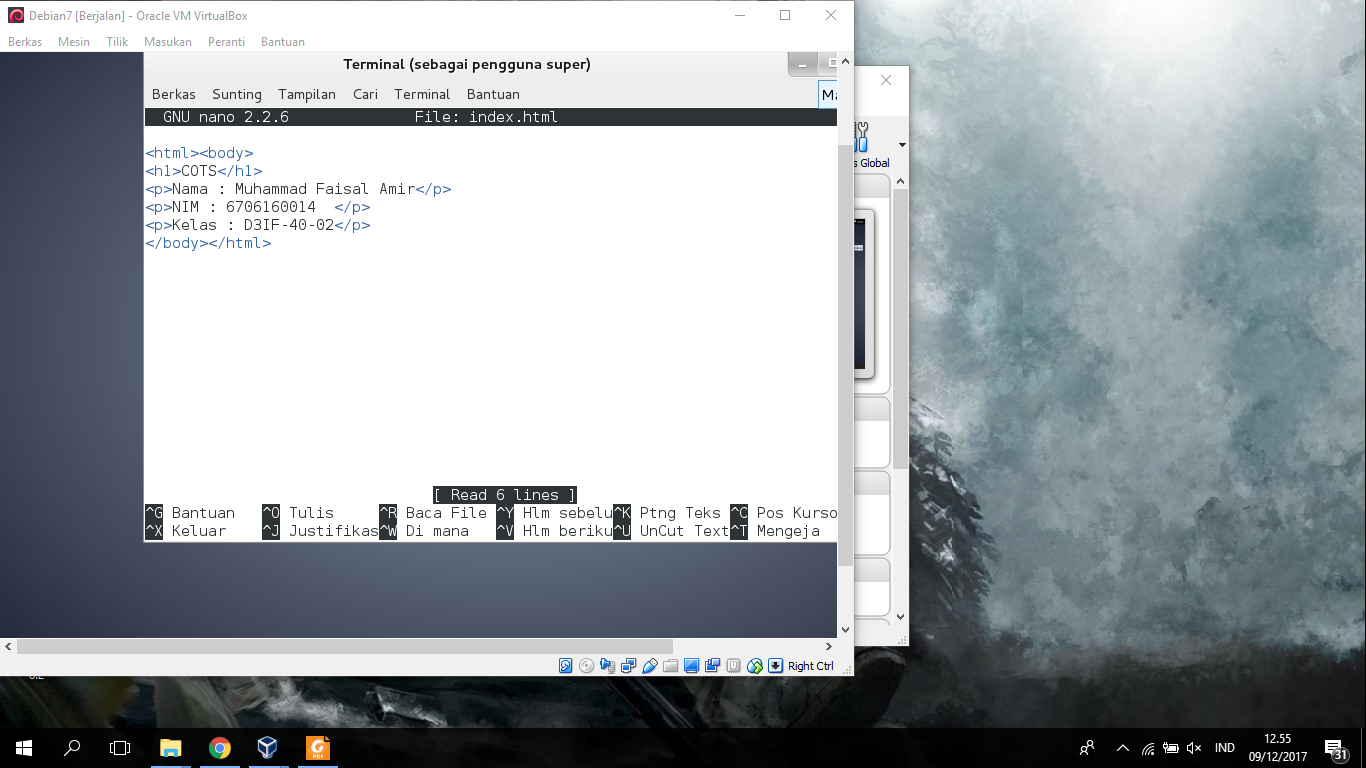 Debian7 [Berjalan] - Oracle VM VirtualBox
Berkas Mesin Tilik Masukan Peranti Bantuan
Terminal (sebagai pengguna super)
Berkas Sunting Tampilan Cari Terminal Bantuan
GNU nano 2.2.6 File: index.html
<html><body>
<h1>COTS</h1>
<p>Nama : Muhammad Faisal Amir</p>
<p>NIM : 6706160014  </p>
<p>Kelas : D3IF-40-02</p>
</body></html>
[ Read 6 lines ]
^G Bantuan ^O Tulis ^R Baca File ^Y Hlm sebelu^K Ptng Teks ^C Pos Kurso
^X Keluar ^J Justifikas^W Di mana ^V Hlm beriku^U UnCut Text^T Mengeja
Right Ctrl
Global
IND
12.55
09/12/2017
31